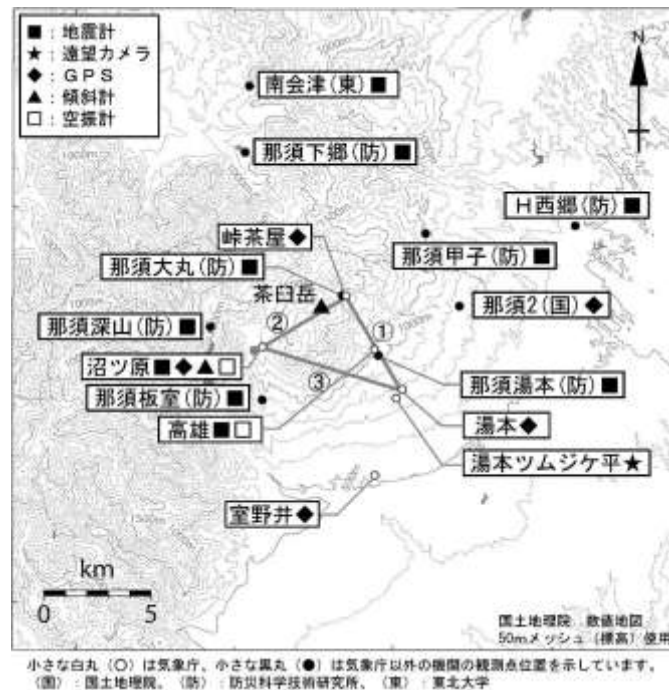 ■：地震計
★：遠望カメラ
◆：ＧＰＳ
▲：傾斜計
□：空振計
N
南会津(東)■
那須下郷(防)■
Ｈ西郷(防)■
峠茶屋◆
那須甲子(防)■
那須大丸(防)■
茶臼岳
那須2(国)◆
那須深山(防)■
②
①
沼ツ原■◆▲□
③
那須湯本(防)■
那須板室(防)■
高雄■□
湯本◆
湯本ツムジケ平★
室野井◆
km
0 5
国土地理院 数値地図
50mメッシュ（標高）使用
小さな白丸（○）は気象庁、小さな黒丸（●）は気象庁以外の機関の観測点位置を示しています。
（国）：国土地理院、（防）：防災科学技術研究所、（東）：東北大学